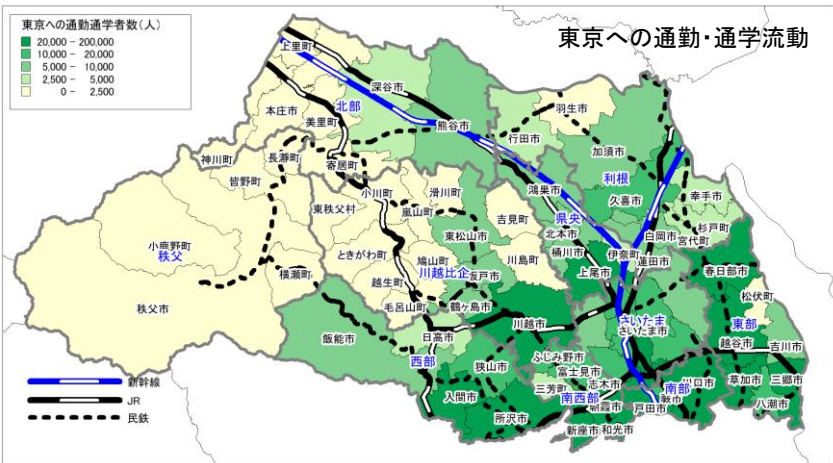 東京への通勤・通学流動
東京への通勤通学者数(人)
20,000 - 200,000
10,000 - 20,000
5,000 - 10,000
2,500 - 5,000
0 - 2,500
上里町
深谷市
本庄市
北部
美里町
熊谷市
羽生市
行田市
加須市
神川町
長瀞町
寄居町
皆野町
利根
小川町
滑川町
鴻巣市
久喜市
幸手市
東秩父村
嵐山町
吉見町
県央
杉戸町
小鹿野町
秩父
東松山市
北本市
白岡市
宮代町
ときがわ町
鳩山町
川島町
桶川市
伊奈町
蓮田市
横瀬町
川越比企
坂戸市
上尾市
春日部市
越生町
秩父市
毛呂山町
鶴ヶ島市
松伏町
飯能市
日高市
川越市
さいたま
さいたま市
東部
西部
狭山市
ふじみ野市
越谷市
吉川市
富士見市
入間市
三芳町
志木市
南部
川口市
草加市
三郷市
南西部
朝霞市
蕨市
戸田市
八潮市
所沢市
新座市
和光市
新幹線
JR
民鉄